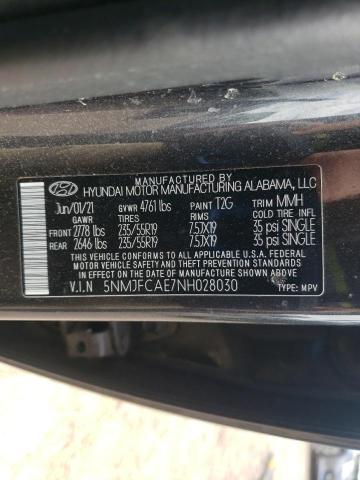 MANUFACTURED BY
HYUNDAI MOTOR MANUFACTURING ALABAMA, LLC
Jun/01/21 GVWR 4761 lbs PAINT T2G TRIM MMH
GAWR TIRES RIMS COLD TIRE INFL
FRONT 2778 lbs 235/55R19 7.5JX19 35 psi SINGLE
REAR 2646 lbs 235/55R19 7.5JX19 35 psi SINGLE
THIS VEHICLE CONFORMS TO ALL APPLICABLE
U.S. FEDERAL MOTOR VEHICLE SAFETY, BUMPER,
AND THEFT PREVENTION STANDARDS
IN EFFECT ON THE DATE OF MANUFACTURE SHOWN ABOVE.
V.I.N 5NMJFCAE7NH028030 TYPE: MPV